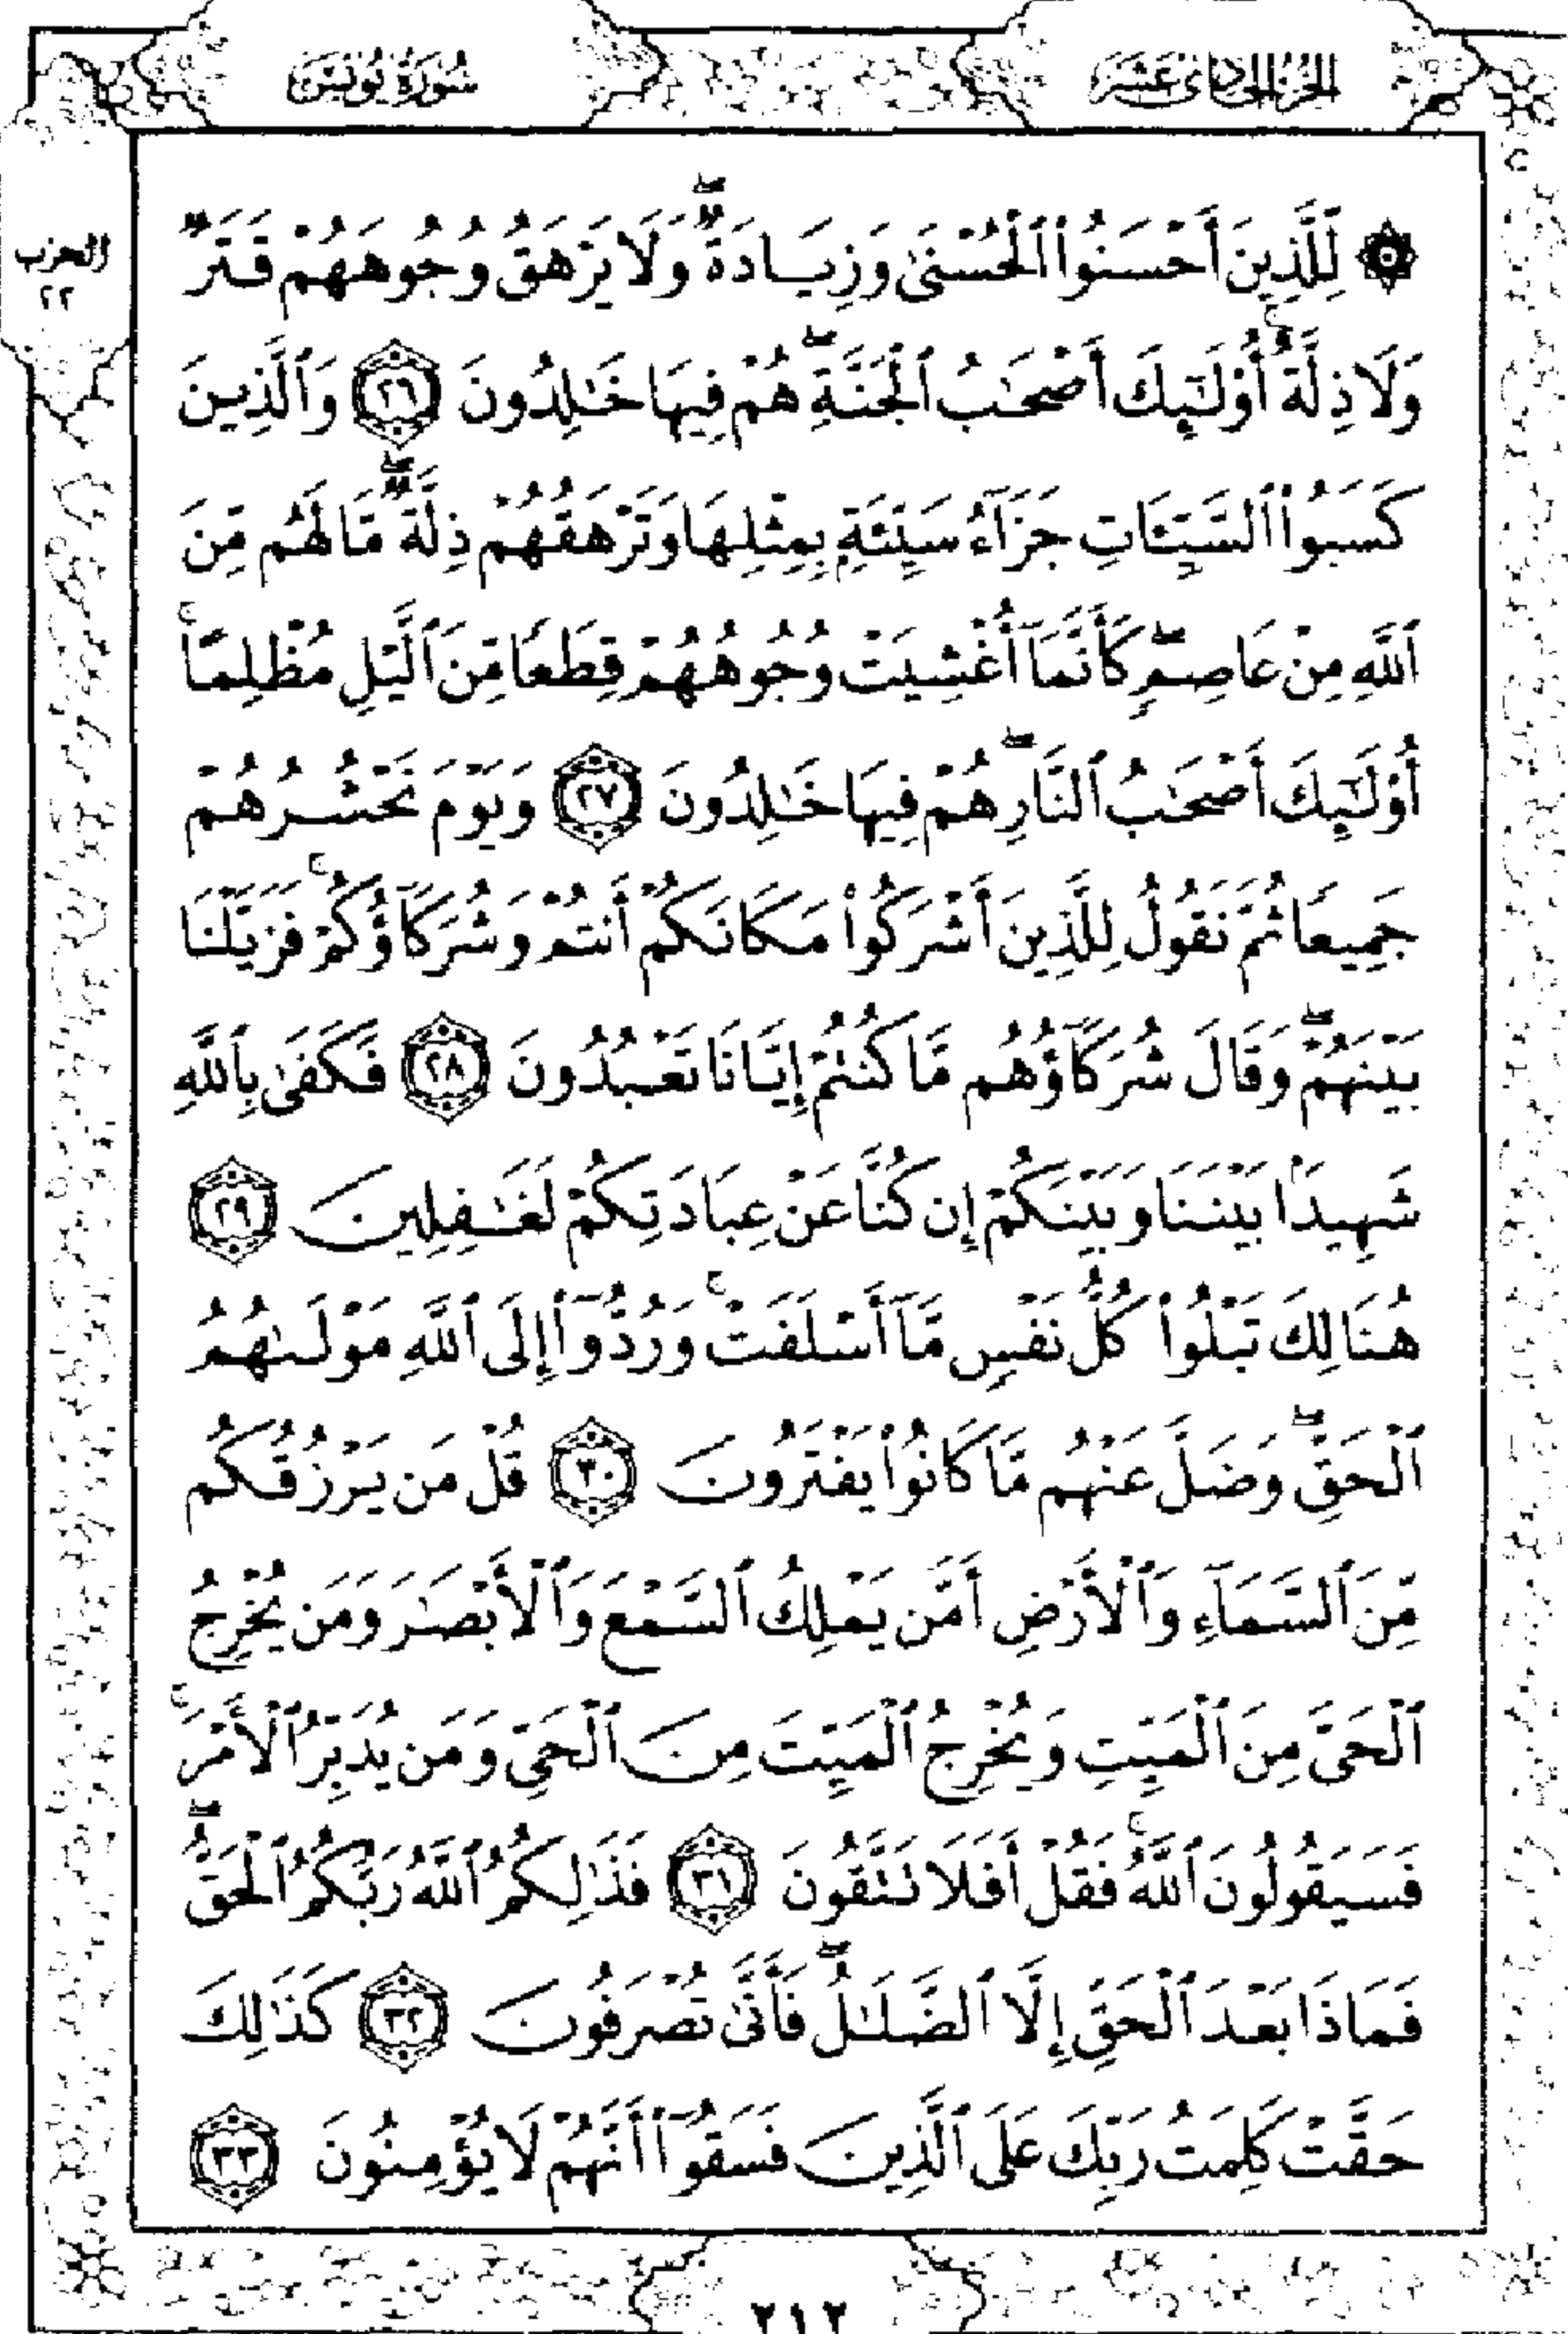 الجزء الحادي عشر
سورة يونس
الحزب
٢٢
۞ لِّلَّذِينَ أَحْسَنُوا۟ ٱلْحُسْنَىٰ وَزِيَادَةٌ ۖ وَلَا يَرْهَقُ وُجُوهَهُمْ قَتَرٌ
وَلَا ذِلَّةٌ ۚ أُو۟لَٰٓئِكَ أَصْحَٰبُ ٱلْجَنَّةِ ۖ هُمْ فِيهَا خَٰلِدُونَ ٢٦ وَٱلَّذِينَ
كَسَبُوا۟ ٱلسَّيِّـَٔاتِ جَزَآءُ سَيِّئَةٍۭ بِمِثْلِهَا وَتَرْهَقُهُمْ ذِلَّةٌ ۖ مَّا لَهُم مِّنَ
ٱللَّهِ مِنْ عَاصِمٍ ۖ كَأَنَّمَآ أُغْشِيَتْ وُجُوهُهُمْ قِطَعًا مِّنَ ٱلَّيْلِ مُظْلِمًا ۚ
أُو۟لَٰٓئِكَ أَصْحَٰبُ ٱلنَّارِ ۖ هُمْ فِيهَا خَٰلِدُونَ ٢٧ وَيَوْمَ نَحْشُرُهُمْ
جَمِيعًا ثُمَّ نَقُولُ لِلَّذِينَ أَشْرَكُوا۟ مَكَانَكُمْ أَنتُمْ وَشُرَكَآؤُكُمْ ۚ فَزَيَّلْنَا
بَيْنَهُمْ ۖ وَقَالَ شُرَكَآؤُهُم مَّا كُنتُمْ إِيَّانَا تَعْبُدُونَ ٢٨ فَكَفَىٰ بِٱللَّهِ
شَهِيدًۢا بَيْنَنَا وَبَيْنَكُمْ إِن كُنَّا عَنْ عِبَادَتِكُمْ لَغَٰفِلِينَ ٢٩
هُنَالِكَ تَبْلُوا۟ كُلُّ نَفْسٍ مَّآ أَسْلَفَتْ ۚ وَرُدُّوٓا۟ إِلَى ٱللَّهِ مَوْلَىٰهُمُ
ٱلْحَقِّ ۖ وَضَلَّ عَنْهُم مَّا كَانُوا۟ يَفْتَرُونَ ٣٠ قُلْ مَن يَرْزُقُكُم
مِّنَ ٱلسَّمَآءِ وَٱلْأَرْضِ أَمَّن يَمْلِكُ ٱلسَّمْعَ وَٱلْأَبْصَٰرَ وَمَن يُخْرِجُ
ٱلْحَىَّ مِنَ ٱلْمَيِّتِ وَيُخْرِجُ ٱلْمَيِّتَ مِنَ ٱلْحَىِّ وَمَن يُدَبِّرُ ٱلْأَمْرَ ۚ
فَسَيَقُولُونَ ٱللَّهُ ۚ فَقُلْ أَفَلَا تَتَّقُونَ ٣١ فَذَٰلِكُمُ ٱللَّهُ رَبُّكُمُ ٱلْحَقُّ ۖ
فَمَاذَا بَعْدَ ٱلْحَقِّ إِلَّا ٱلضَّلَٰلُ ۖ فَأَنَّىٰ تُصْرَفُونَ ٣٢ كَذَٰلِكَ
حَقَّتْ كَلِمَتُ رَبِّكَ عَلَى ٱلَّذِينَ فَسَقُوٓا۟ أَنَّهُمْ لَا يُؤْمِنُونَ ٣٣
٢١٢